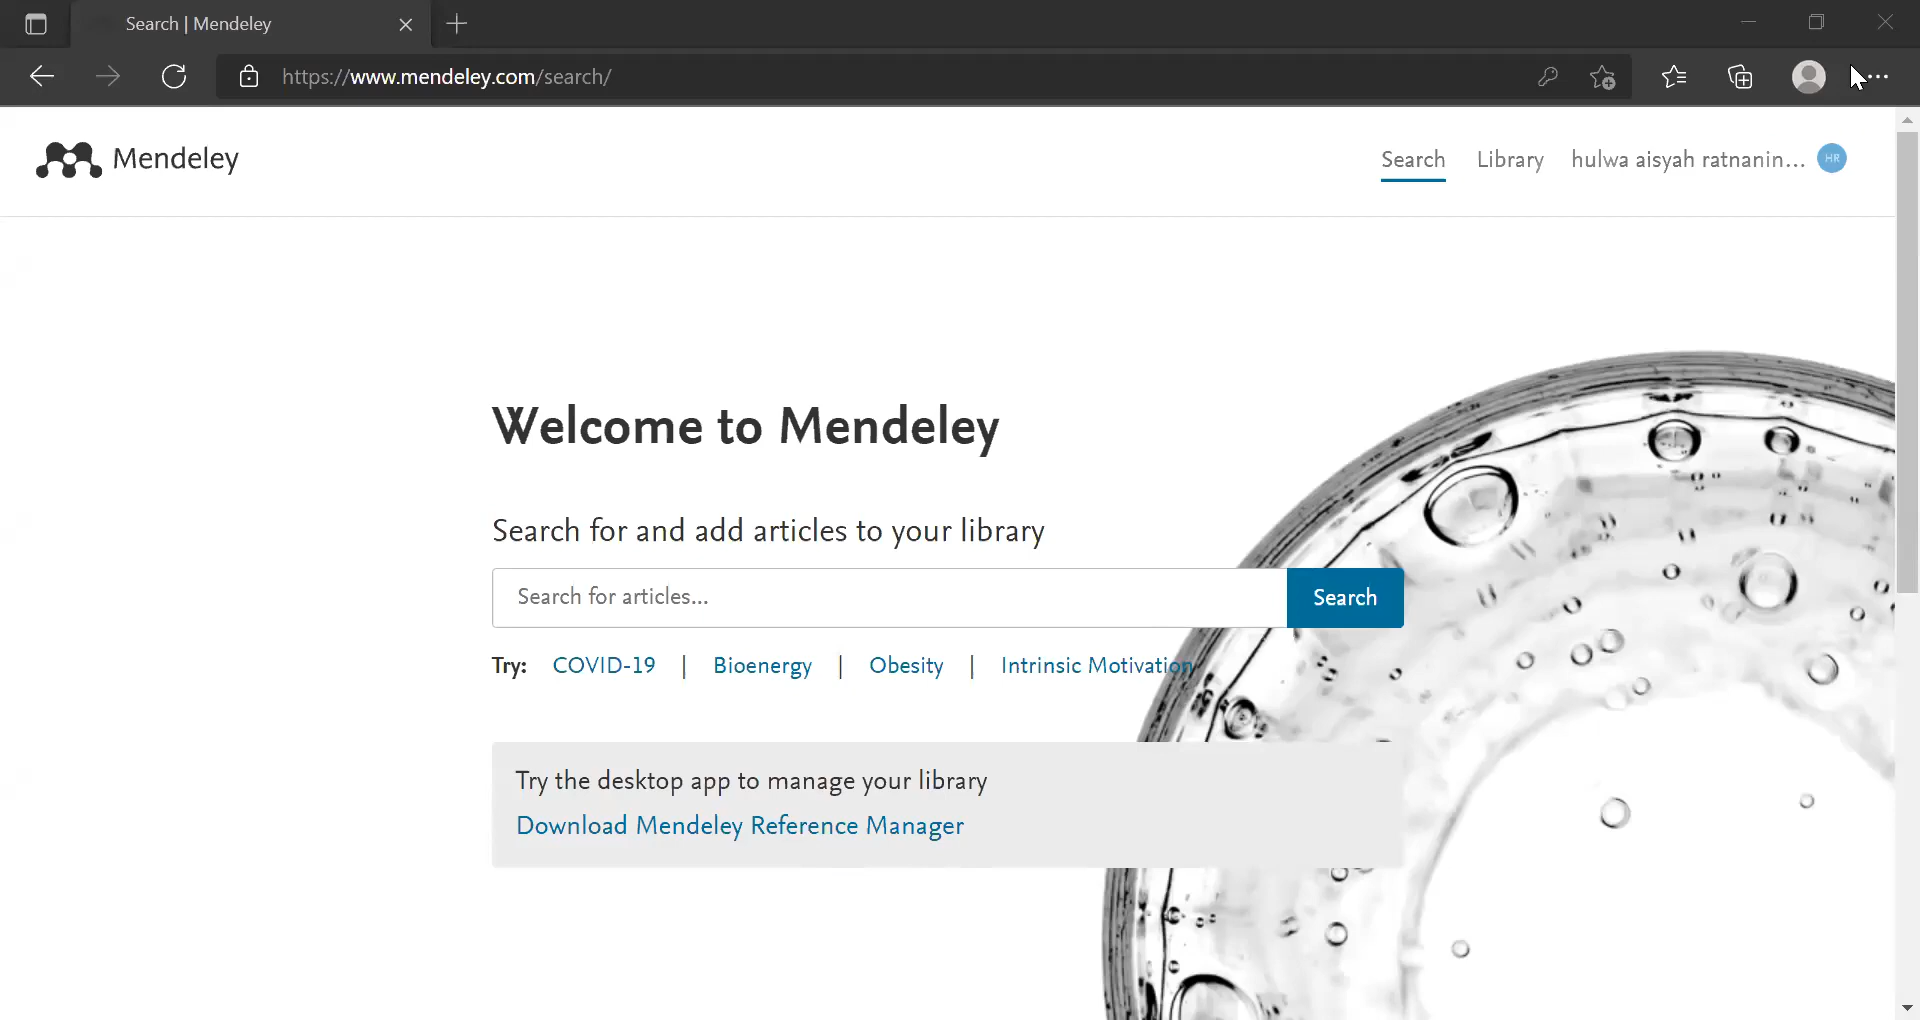 Search | Mendeley
https://www.mendeley.com/search/
Mendeley
Search Library hulwa aisyah ratnanin... HR
Welcome to Mendeley
Search for and add articles to your library
Search for articles...
Search
Try: COVID-19 | Bioenergy | Obesity | Intrinsic Motivation
Try the desktop app to manage your library
Download Mendeley Reference Manager